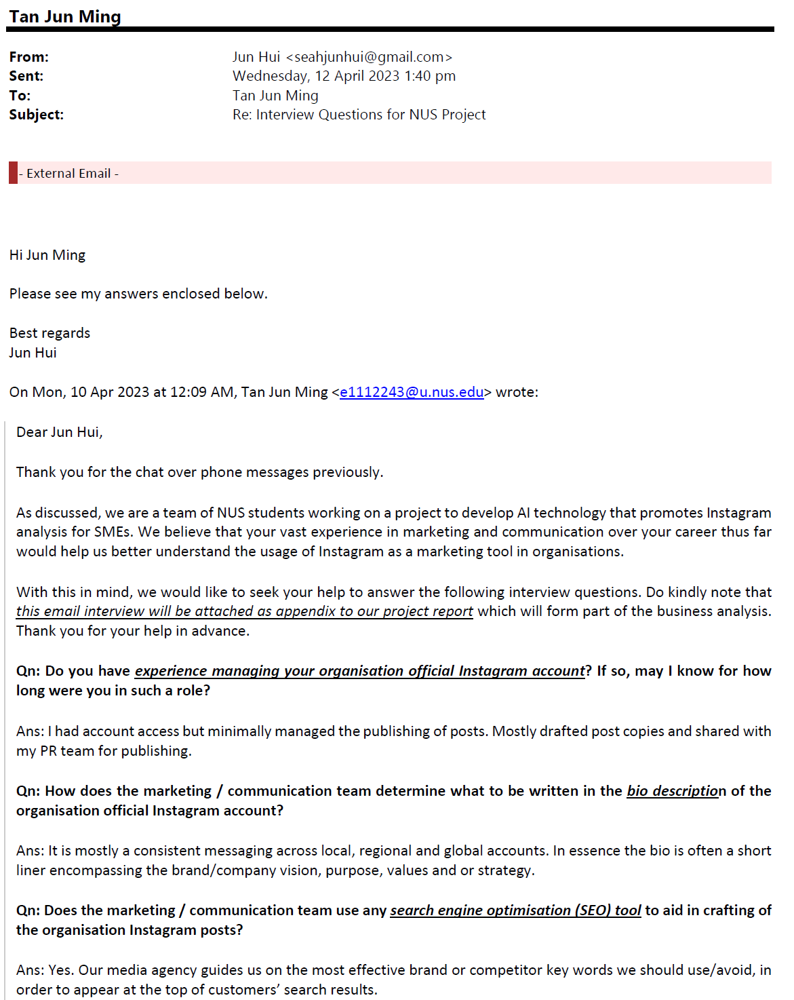 Tan Jun Ming
From: Jun Hui <seahjunhui@gmail.com>
Sent: Wednesday, 12 April 2023 1:40 pm
To: Tan Jun Ming
Subject: Re: Interview Questions for NUS Project
- External Email -
Hi Jun Ming
Please see my answers enclosed below.
Best regards
Jun Hui
On Mon, 10 Apr 2023 at 12:09 AM, Tan Jun Ming <e1112243@u.nus.edu> wrote:
Dear Jun Hui,
Thank you for the chat over phone messages previously.
As discussed, we are a team of NUS students working on a project to develop AI technology that promotes Instagram
analysis for SMEs. We believe that your vast experience in marketing and communication over your career thus far
would help us better understand the usage of Instagram as a marketing tool in organisations.
With this in mind, we would like to seek your help to answer the following interview questions. Do kindly note that
this email interview will be attached as appendix to our project report which will form part of the business analysis.
Thank you for your help in advance.
Qn: Do you have experience managing your organisation official Instagram account? If so, may I know for how
long were you in such a role?
Ans: I had account access but minimally managed the publishing of posts. Mostly drafted post copies and shared with
my PR team for publishing.
Qn: How does the marketing / communication team determine what to be written in the bio description of the
organisation official Instagram account?
Ans: It is mostly a consistent messaging across local, regional and global accounts. In essence the bio is often a short
liner encompassing the brand/company vision, purpose, values and or strategy.
Qn: Does the marketing / communication team use any search engine optimisation (SEO) tool to aid in crafting of
the organisation Instagram posts?
Ans: Yes. Our media agency guides us on the most effective brand or competitor key words we should use/avoid, in
order to appear at the top of customers’ search results.